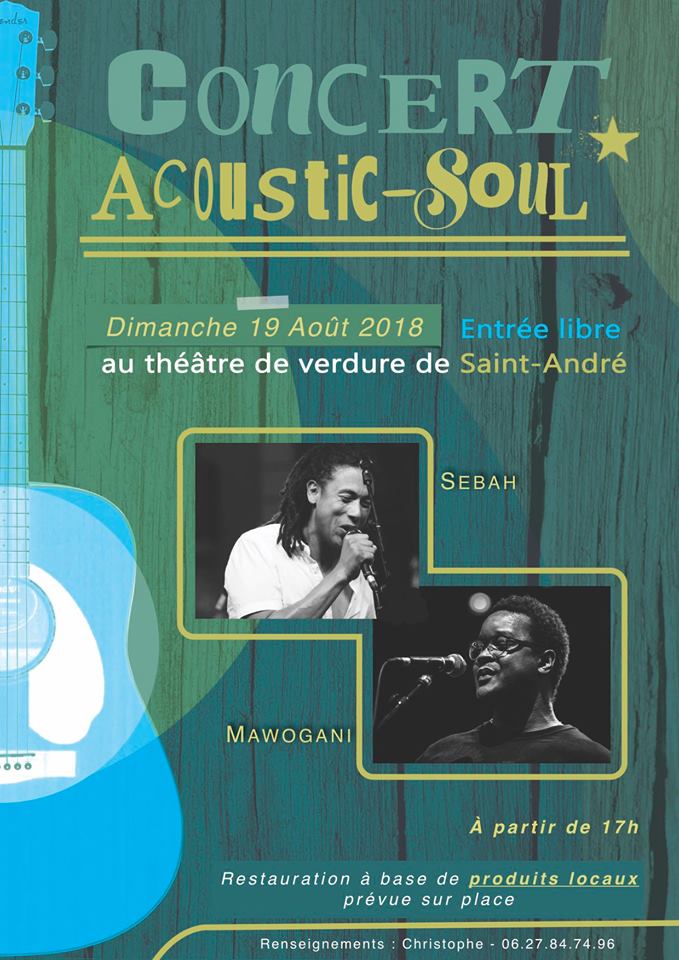 ender
CONCERT
ACOUSTIC-SOUL
Dimanche 19 Août 2018 Entrée libre
au théâtre de verdure de Saint-André
SEBAH
MAWOGANI
À partir de 17h
Restauration à base de produits locaux
prévue sur place
Renseignements : Christophe - 06.27.84.74.96